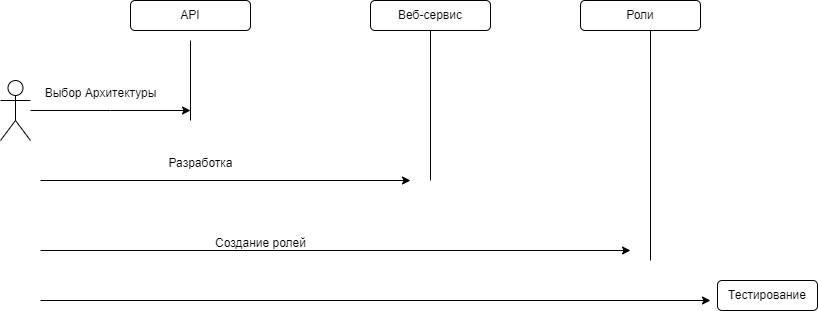 API
Веб-сервис
Роли
Выбор Архитектуры
Разработка
Создание ролей
Тестирование